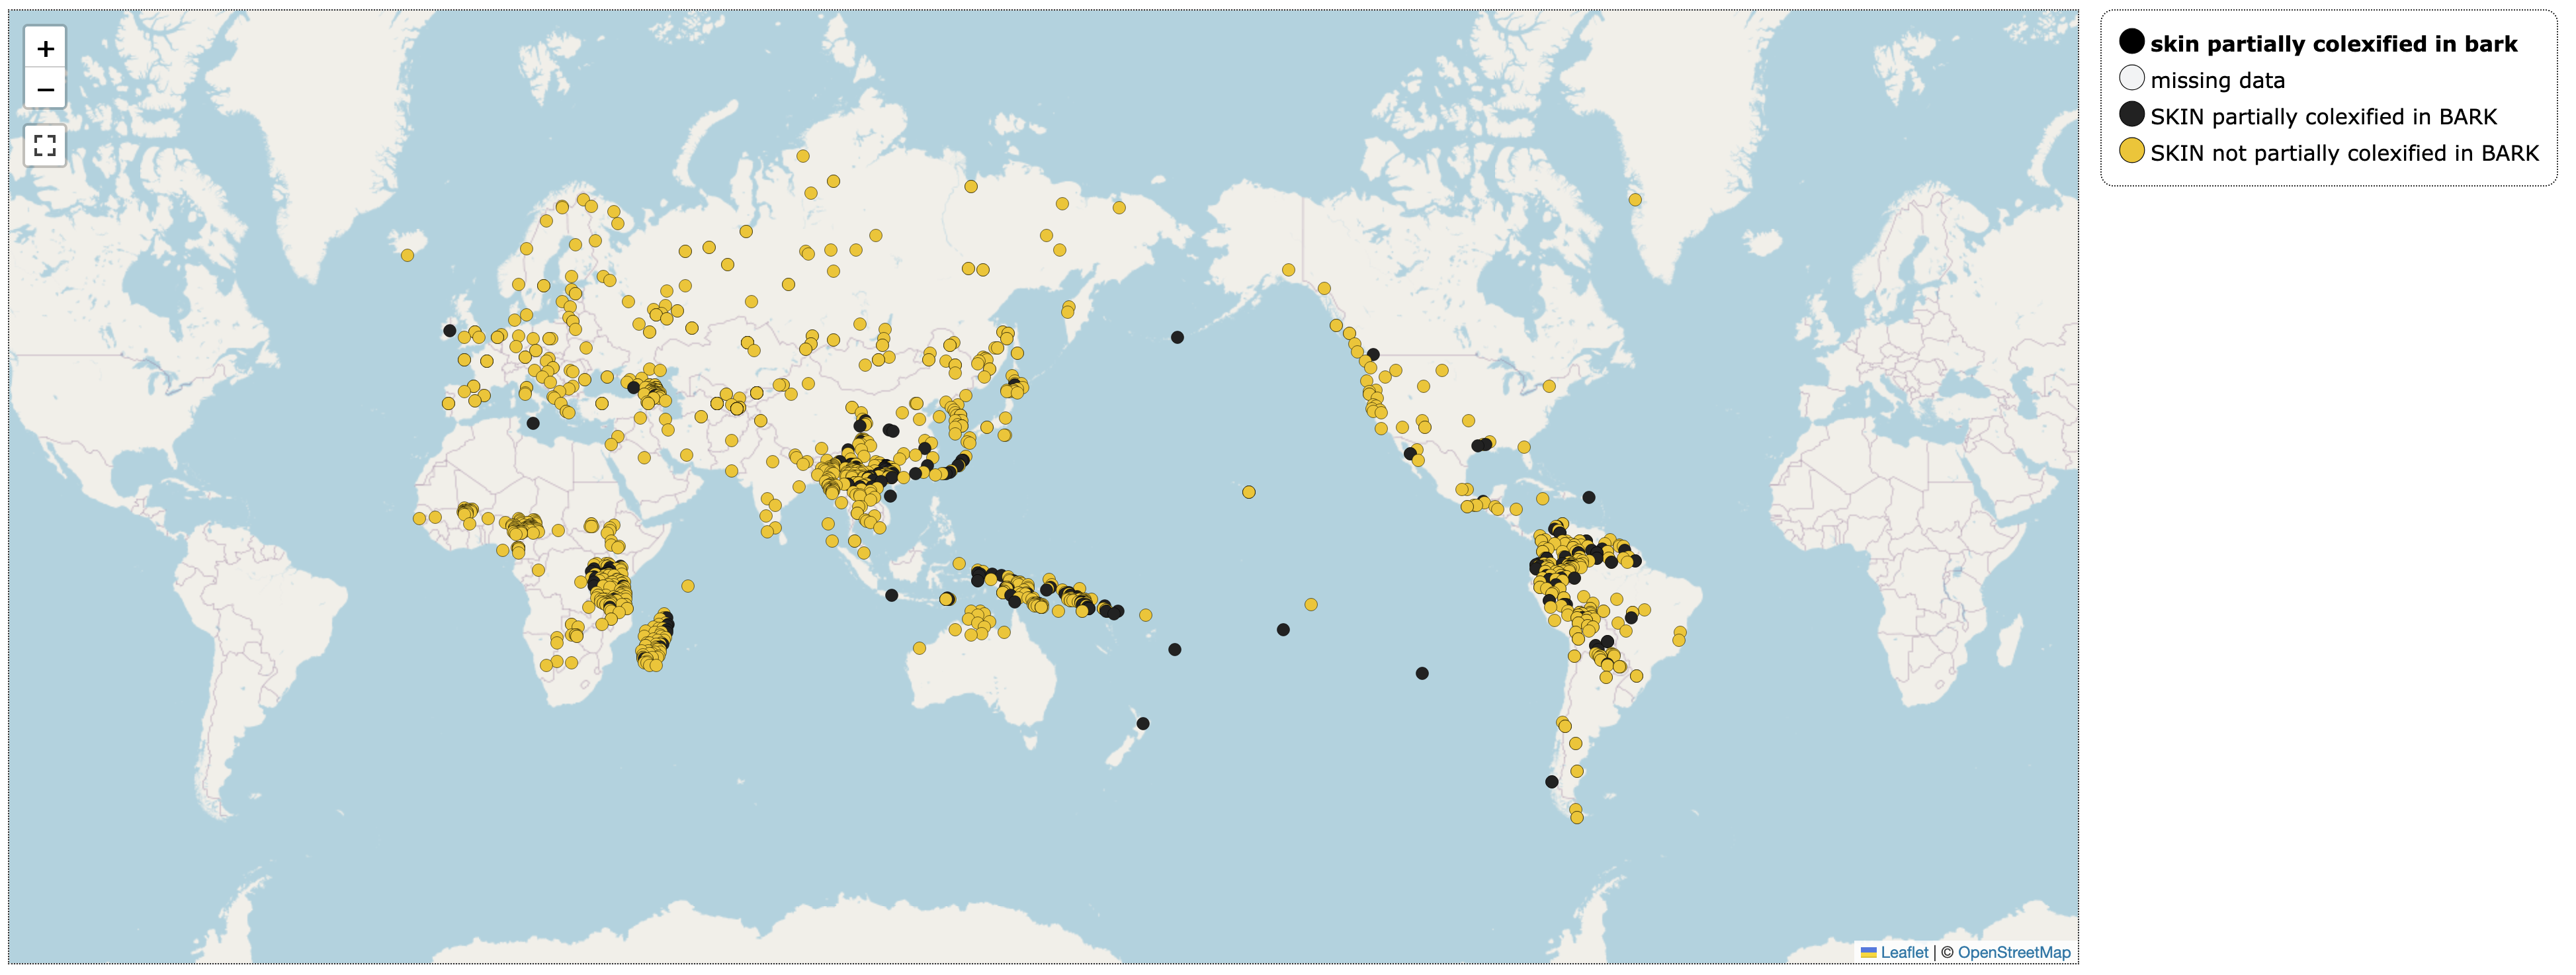 +
−
skin partially colexified in bark
missing data
SKIN partially colexified in BARK
SKIN not partially colexified in BARK
Leaflet | © OpenStreetMap